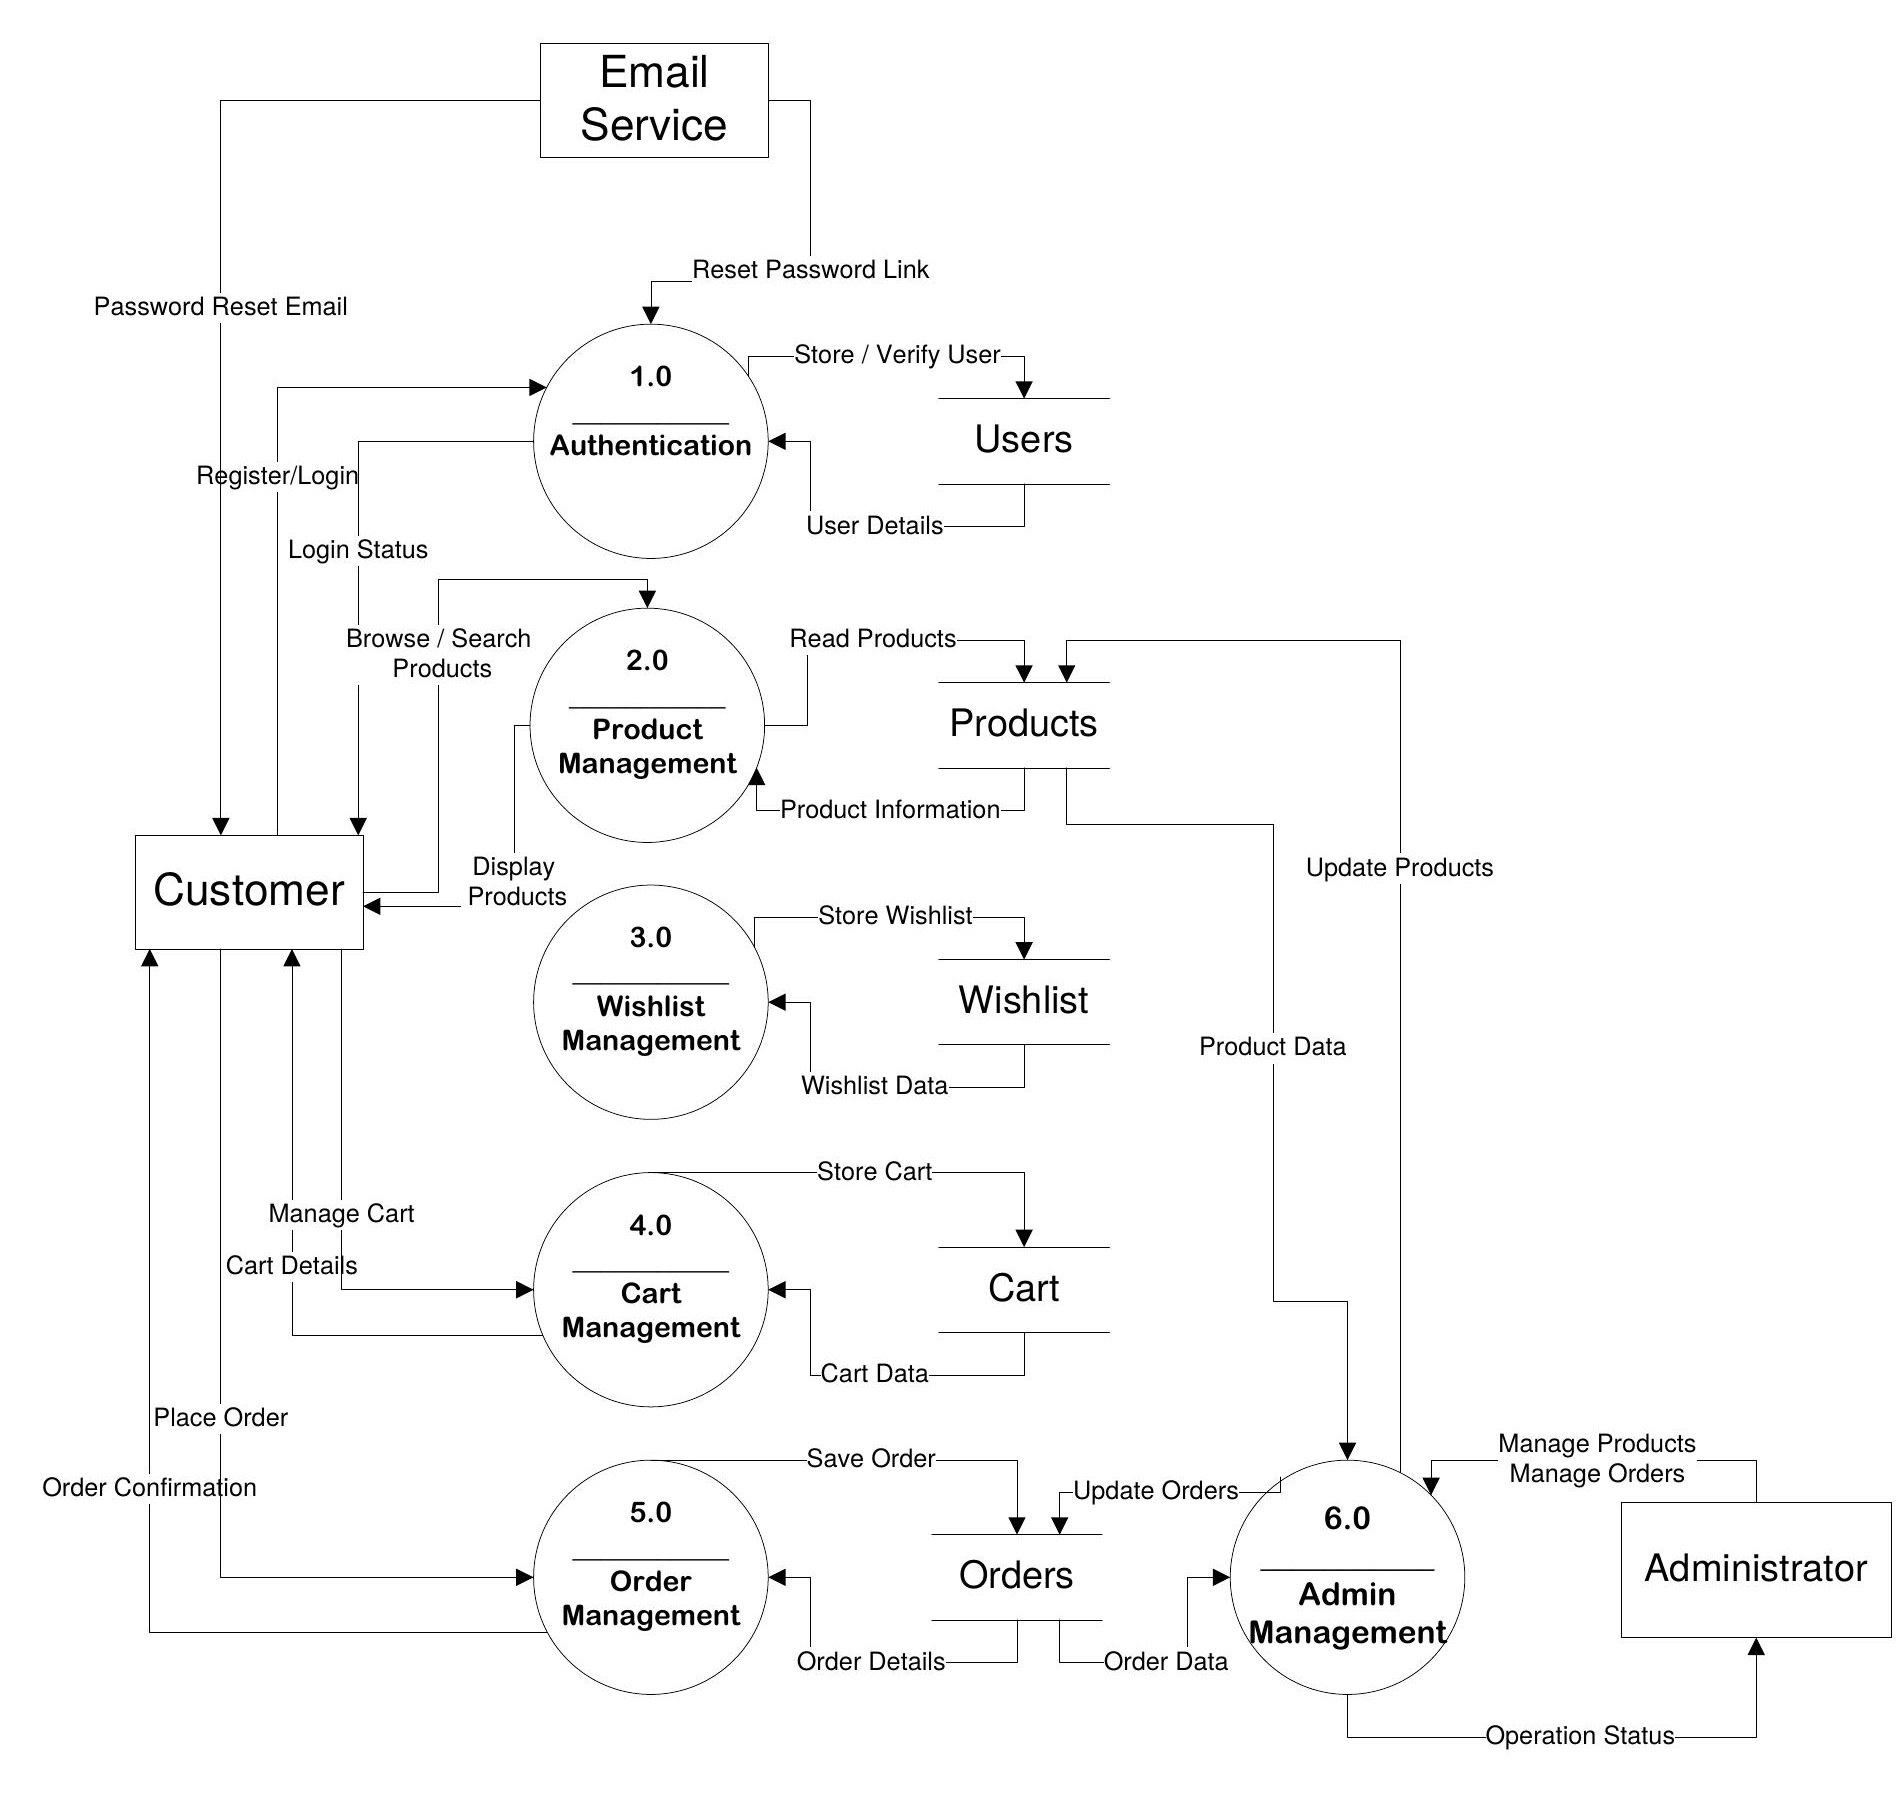 Email
Service
Reset Password Link
Password Reset Email
Store / Verify User
1.0
Authentication
Users
Register/Login
User Details
Login Status
Browse / Search
Products
Read Products
2.0
Product
Management
Products
Product Information
Display
Products
Update Products
Customer
Store Wishlist
3.0
Wishlist
Management
Wishlist
Product Data
Wishlist Data
Store Cart
Manage Cart
4.0
Cart Details
Cart
Management
Cart
Cart Data
Place Order
Manage Products
Manage Orders
Save Order
Order Confirmation
Update Orders
5.0
6.0
Order
Management
Orders
Admin
Management
Administrator
Order Details
Order Data
Operation Status